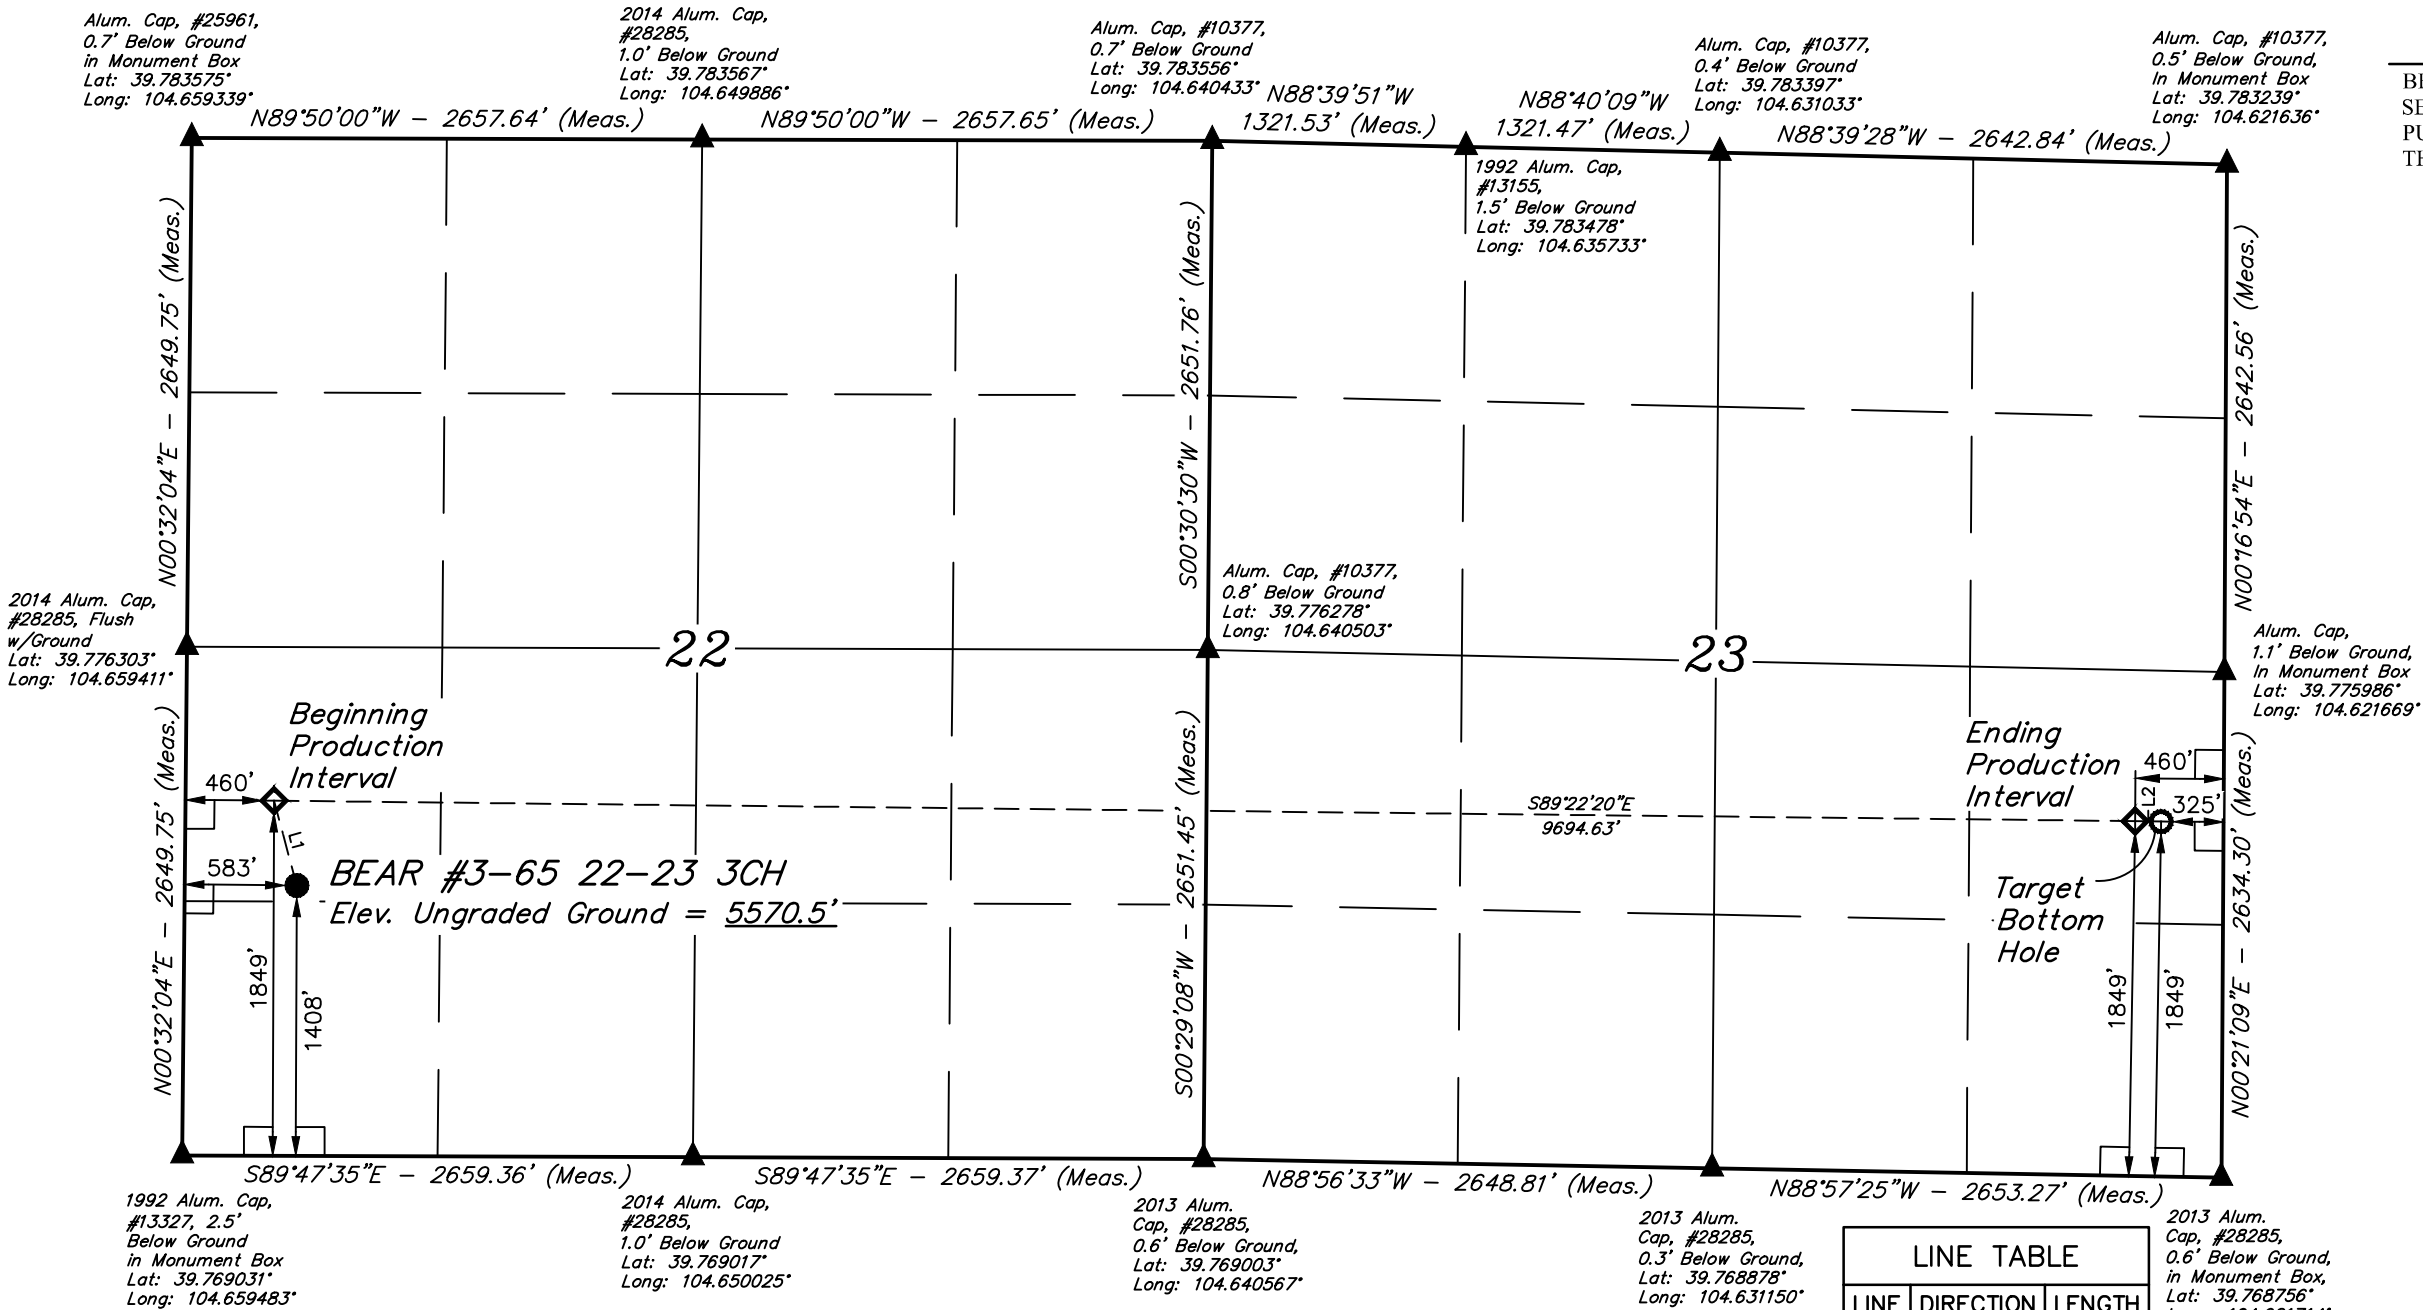 Alum. Cap, #25961,
0.7' Below Ground
in Monument Box
Lat: 39.783575°
Long: 104.659339°
2014 Alum. Cap,
#28285,
1.0' Below Ground
Lat: 39.783567°
Long: 104.649886°
Alum. Cap, #10377,
0.7' Below Ground
Lat: 39.783556°
Long: 104.640433°
Alum. Cap, #10377,
0.4' Below Ground
Lat: 39.783397°
Long: 104.631033°
Alum. Cap, #10377,
0.5' Below Ground,
In Monument Box
Lat: 39.783239°
Long: 104.621636°
N89°50'00"W - 2657.64' (Meas.)
N89°50'00"W - 2657.65' (Meas.)
N88°39'51"W
1321.53' (Meas.)
N88°40'09"W
1321.47' (Meas.)
N88°39'28"W - 2642.84' (Meas.)
1992 Alum. Cap,
#13155,
1.5' Below Ground
Lat: 39.783478°
Long: 104.635733°
N00°32'04"E - 2649.75' (Meas.)
S00°30'30"W - 2651.76' (Meas.)
N00°16'54"E - 2642.56' (Meas.)
2014 Alum. Cap,
#28285, Flush
w/Ground
Lat: 39.776303°
Long: 104.659411°
22
Alum. Cap, #10377,
0.8' Below Ground
Lat: 39.776278°
Long: 104.640503°
23
Alum. Cap,
1.1' Below Ground,
In Monument Box
Lat: 39.775986°
Long: 104.621669°
N00°32'04"E - 2649.75' (Meas.)
S00°29'08"W - 2651.45' (Meas.)
N00°21'09"E - 2634.30' (Meas.)
Beginning
Production
Interval
460'
L1
583'
BEAR #3-65 22-23 3CH
Elev. Ungraded Ground = 5570.5'
1849'
1408'
S89°22'20"E
9694.63'
Ending
Production
Interval
460'
L2
325'
Target
Bottom
Hole
1849'
1849'
S89°47'35"E - 2659.36' (Meas.)
S89°47'35"E - 2659.37' (Meas.)
N88°56'33"W - 2648.81' (Meas.)
N88°57'25"W - 2653.27' (Meas.)
1992 Alum. Cap,
#13327, 2.5'
Below Ground
in Monument Box
Lat: 39.769031°
Long: 104.659483°
2014 Alum. Cap,
#28285,
1.0' Below Ground
Lat: 39.769017°
Long: 104.650025°
2013 Alum.
Cap, #28285,
0.6' Below Ground,
Lat: 39.769003°
Long: 104.640567°
2013 Alum.
Cap, #28285,
0.3' Below Ground,
Lat: 39.768878°
Long: 104.631150°
LINE TABLE
LINE DIRECTION LENGTH
2013 Alum.
Cap, #28285,
0.6' Below Ground,
in Monument Box,
Lat: 39.768756°